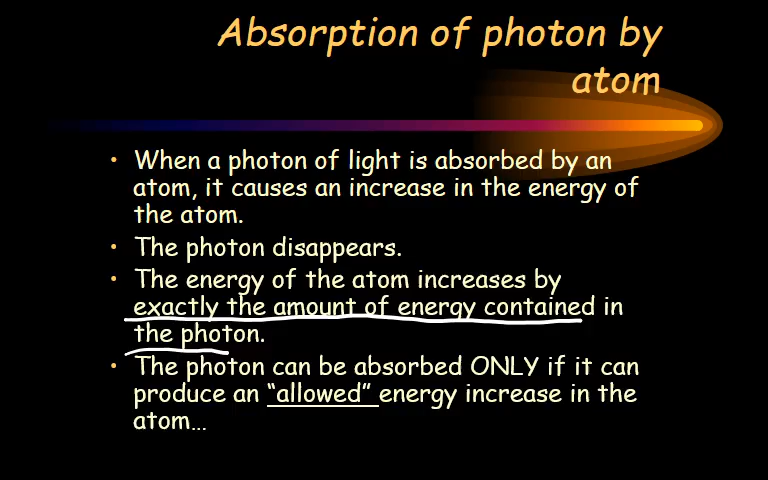 Absorption of photon by
atom
• When a photon of light is absorbed by an
atom, it causes an increase in the energy of
the atom.
• The photon disappears.
• The energy of the atom increases by
exactly the amount of energy contained in
the photon.
• The photon can be absorbed ONLY if it can
produce an “allowed” energy increase in the
atom…